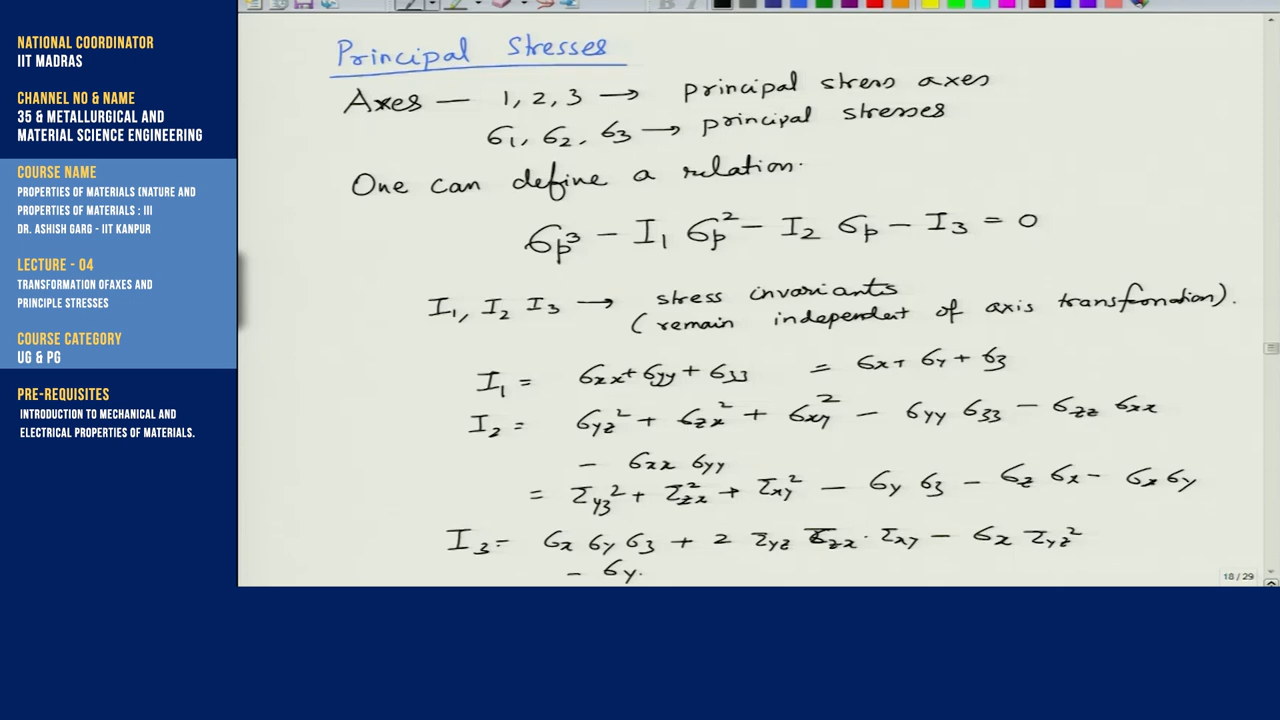 NATIONAL COORDINATOR
IIT MADRAS
CHANNEL NO & NAME
35 & METALLURGICAL AND
MATERIAL SCIENCE ENGINEERING
COURSE NAME
PROPERTIES OF MATERIALS (NATURE AND
PROPERTIES OF MATERIALS : III
DR. ASHISH GARG - IIT KANPUR
LECTURE - 04
TRANSFORMATION OFAXES AND
PRINCIPLE STRESSES
COURSE CATEGORY
UG & PG
PRE-REQUISITES
INTRODUCTION TO MECHANICAL AND
ELECTRICAL PROPERTIES OF MATERIALS.
Principal Stresses
Axes — 1, 2, 3 → principal stress axes
σ₁, σ₂, σ₃ → principal stresses
One can define a relation.
σp³ − I₁ σp² − I₂ σp − I₃ = 0
I₁, I₂ I₃ → stress invariants
(remain independent of axis transformation).
I₁ = σxx + σyy + σzz = σx + σy + σz
I₂ = σyz² + σzx² + σxy² − σyy σzz − σzz σxx
− σxx σyy
= τyz² + τzx² + τxy² − σy σz − σz σx − σx σy
I₃ = σx σy σz + 2 τyz τzx · τxy − σx τyz²
− σy.
18 / 29